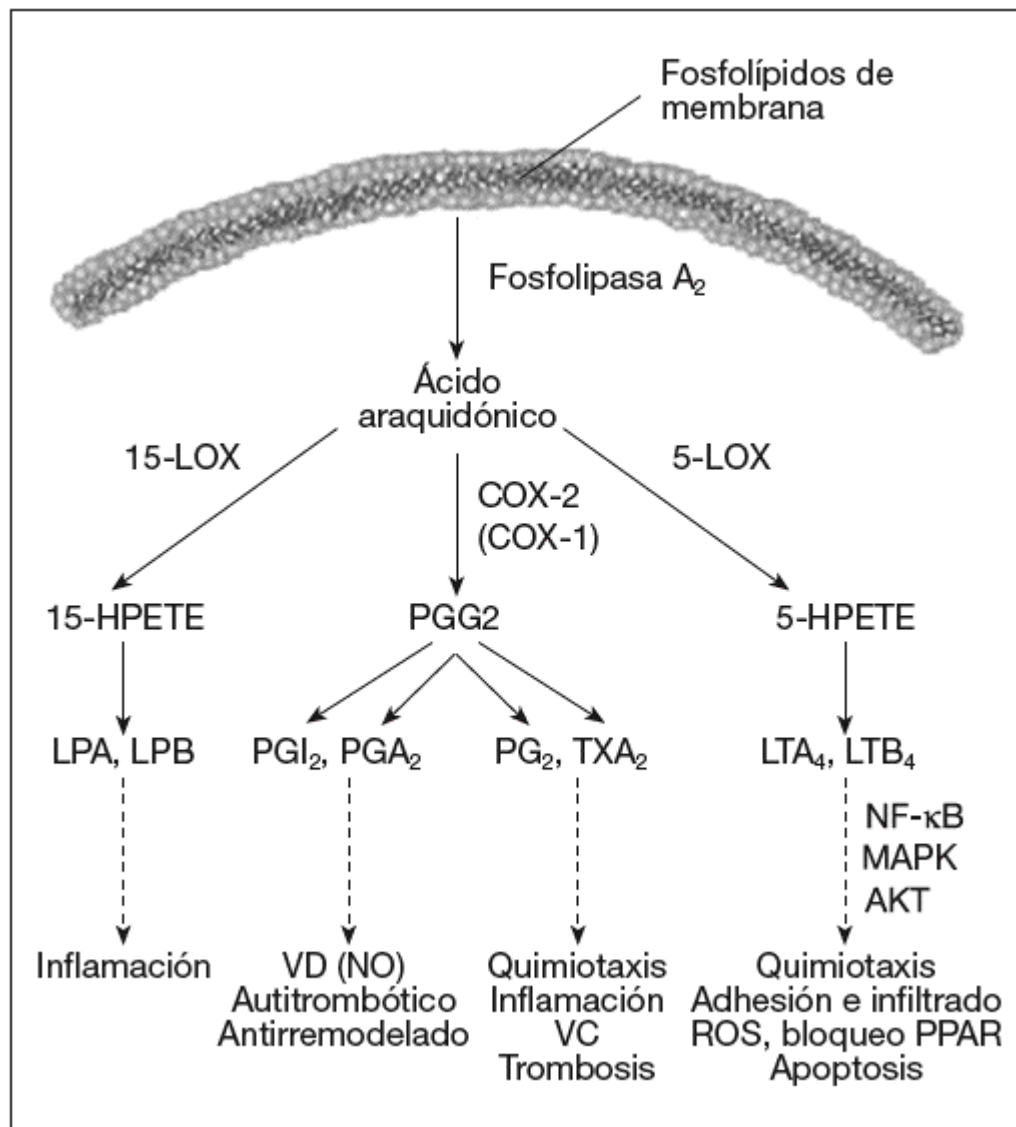 Fosfolípidos de
membrana
Fosfolipasa A₂
Ácido
araquidónico
15-LOX
5-LOX
COX-2
(COX-1)
15-HPETE
PGG2
5-HPETE
LPA, LPB
PGI₂, PGA₂
PG₂, TXA₂
LTA₄, LTB₄
NF-κB
MAPK
AKT
Inflamación
VD (NO)
Autitrombótico
Antirremodelado
Quimiotaxis
Inflamación
VC
Trombosis
Quimiotaxis
Adhesión e infiltrado
ROS, bloqueo PPAR
Apoptosis